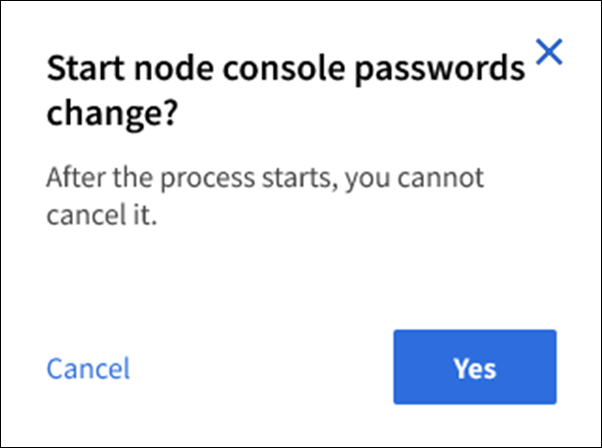 Start node console passwords
change?
After the process starts, you cannot
cancel it.
Cancel
Yes